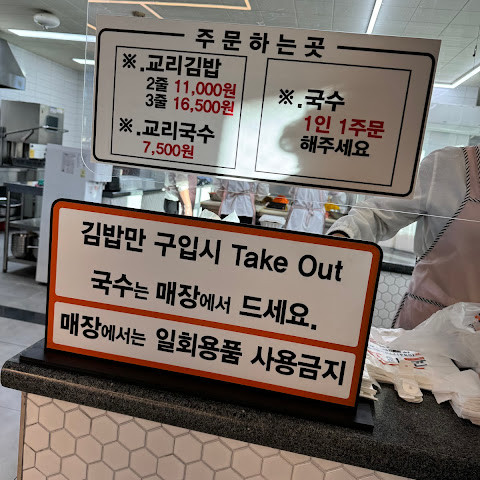 주문하는곳
※.교리김밥
2줄 11,000원
3줄 16,500원
※.교리국수
7,500원
※.국수
1인 1주문
해주세요
김밥만 구입시 Take Out
국수는 매장에서 드세요.
매장에서는 일회용품 사용금지